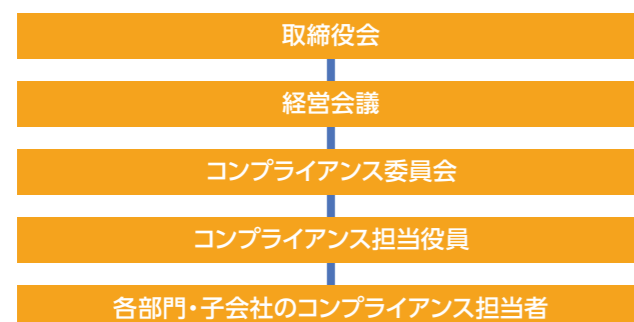 取締役会
経営会議
コンプライアンス委員会
コンプライアンス担当役員
各部門・子会社のコンプライアンス担当者